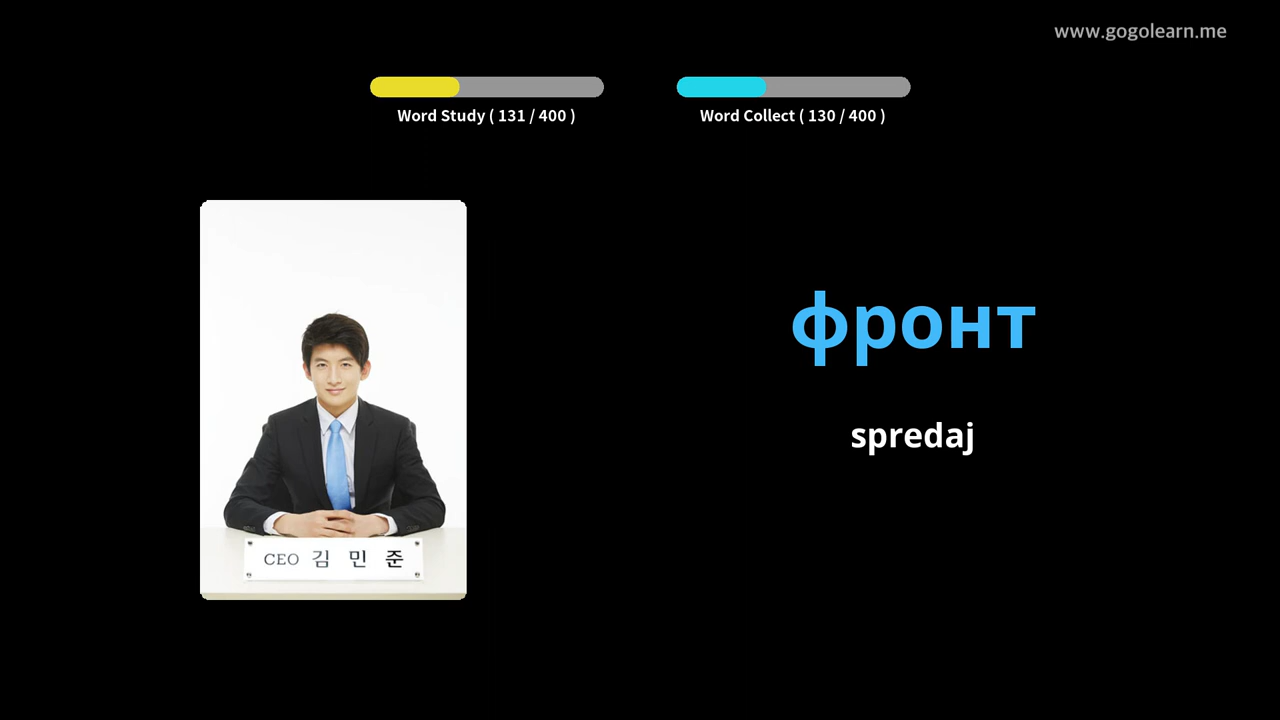 www.gogolearn.me
Word Study ( 131 / 400 )
Word Collect ( 130 / 400 )
фронт
spredaj
CEO 김 민 준